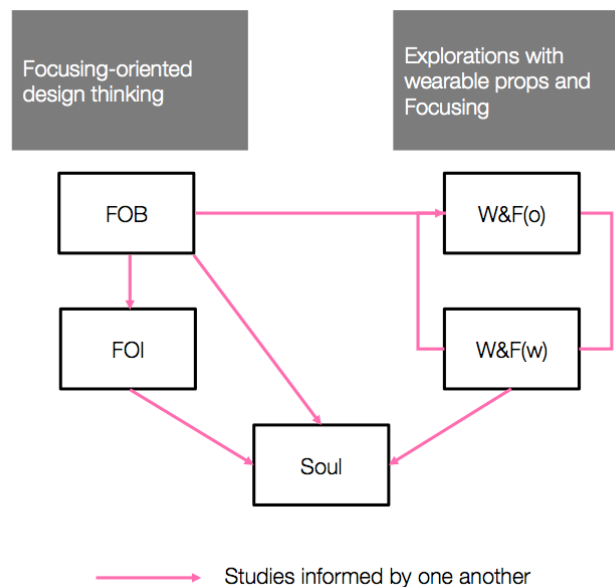 Focusing-oriented
design thinking
Explorations with
wearable props and
Focusing
FOB
W&F(o)
FOI
W&F(w)
Soul
Studies informed by one another